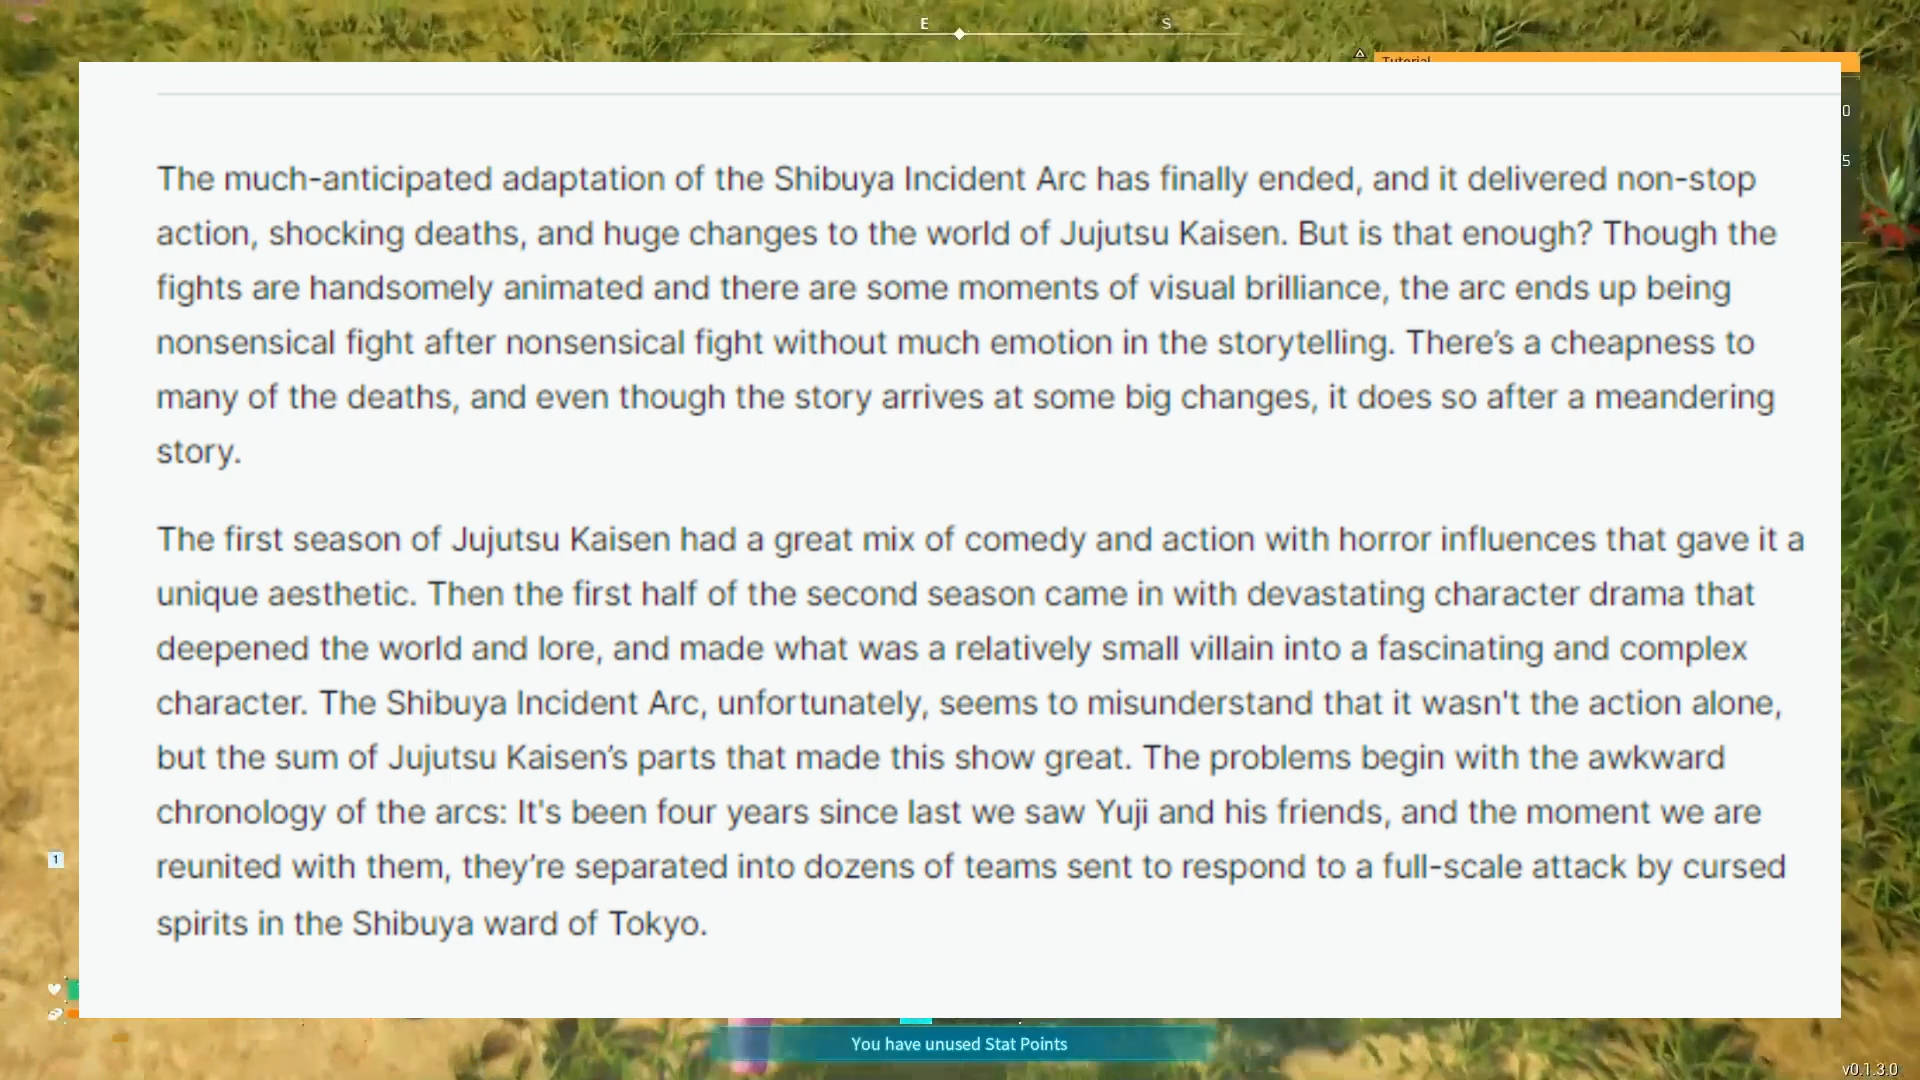 E
S
Tutorial
0
5
The much-anticipated adaptation of the Shibuya Incident Arc has finally ended, and it delivered non-stop
action, shocking deaths, and huge changes to the world of Jujutsu Kaisen. But is that enough? Though the
fights are handsomely animated and there are some moments of visual brilliance, the arc ends up being
nonsensical fight after nonsensical fight without much emotion in the storytelling. There’s a cheapness to
many of the deaths, and even though the story arrives at some big changes, it does so after a meandering
story.
The first season of Jujutsu Kaisen had a great mix of comedy and action with horror influences that gave it a
unique aesthetic. Then the first half of the second season came in with devastating character drama that
deepened the world and lore, and made what was a relatively small villain into a fascinating and complex
character. The Shibuya Incident Arc, unfortunately, seems to misunderstand that it wasn't the action alone,
but the sum of Jujutsu Kaisen’s parts that made this show great. The problems begin with the awkward
chronology of the arcs: It's been four years since last we saw Yuji and his friends, and the moment we are
reunited with them, they’re separated into dozens of teams sent to respond to a full-scale attack by cursed
spirits in the Shibuya ward of Tokyo.
1
You have unused Stat Points
v0.1.3.0